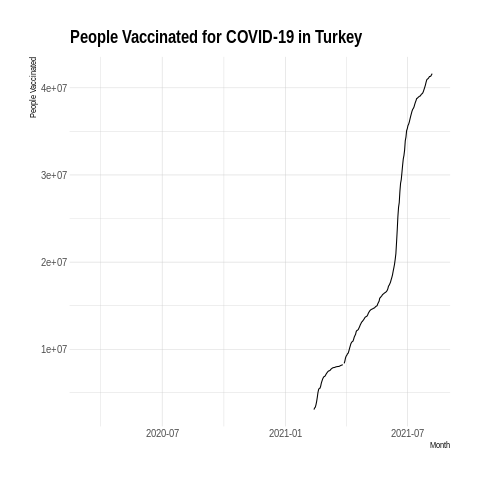 People Vaccinated for COVID-19 in Turkey
People Vaccinated
4e+07
3e+07
2e+07
1e+07
2020-07 2021-01 2021-07
Month